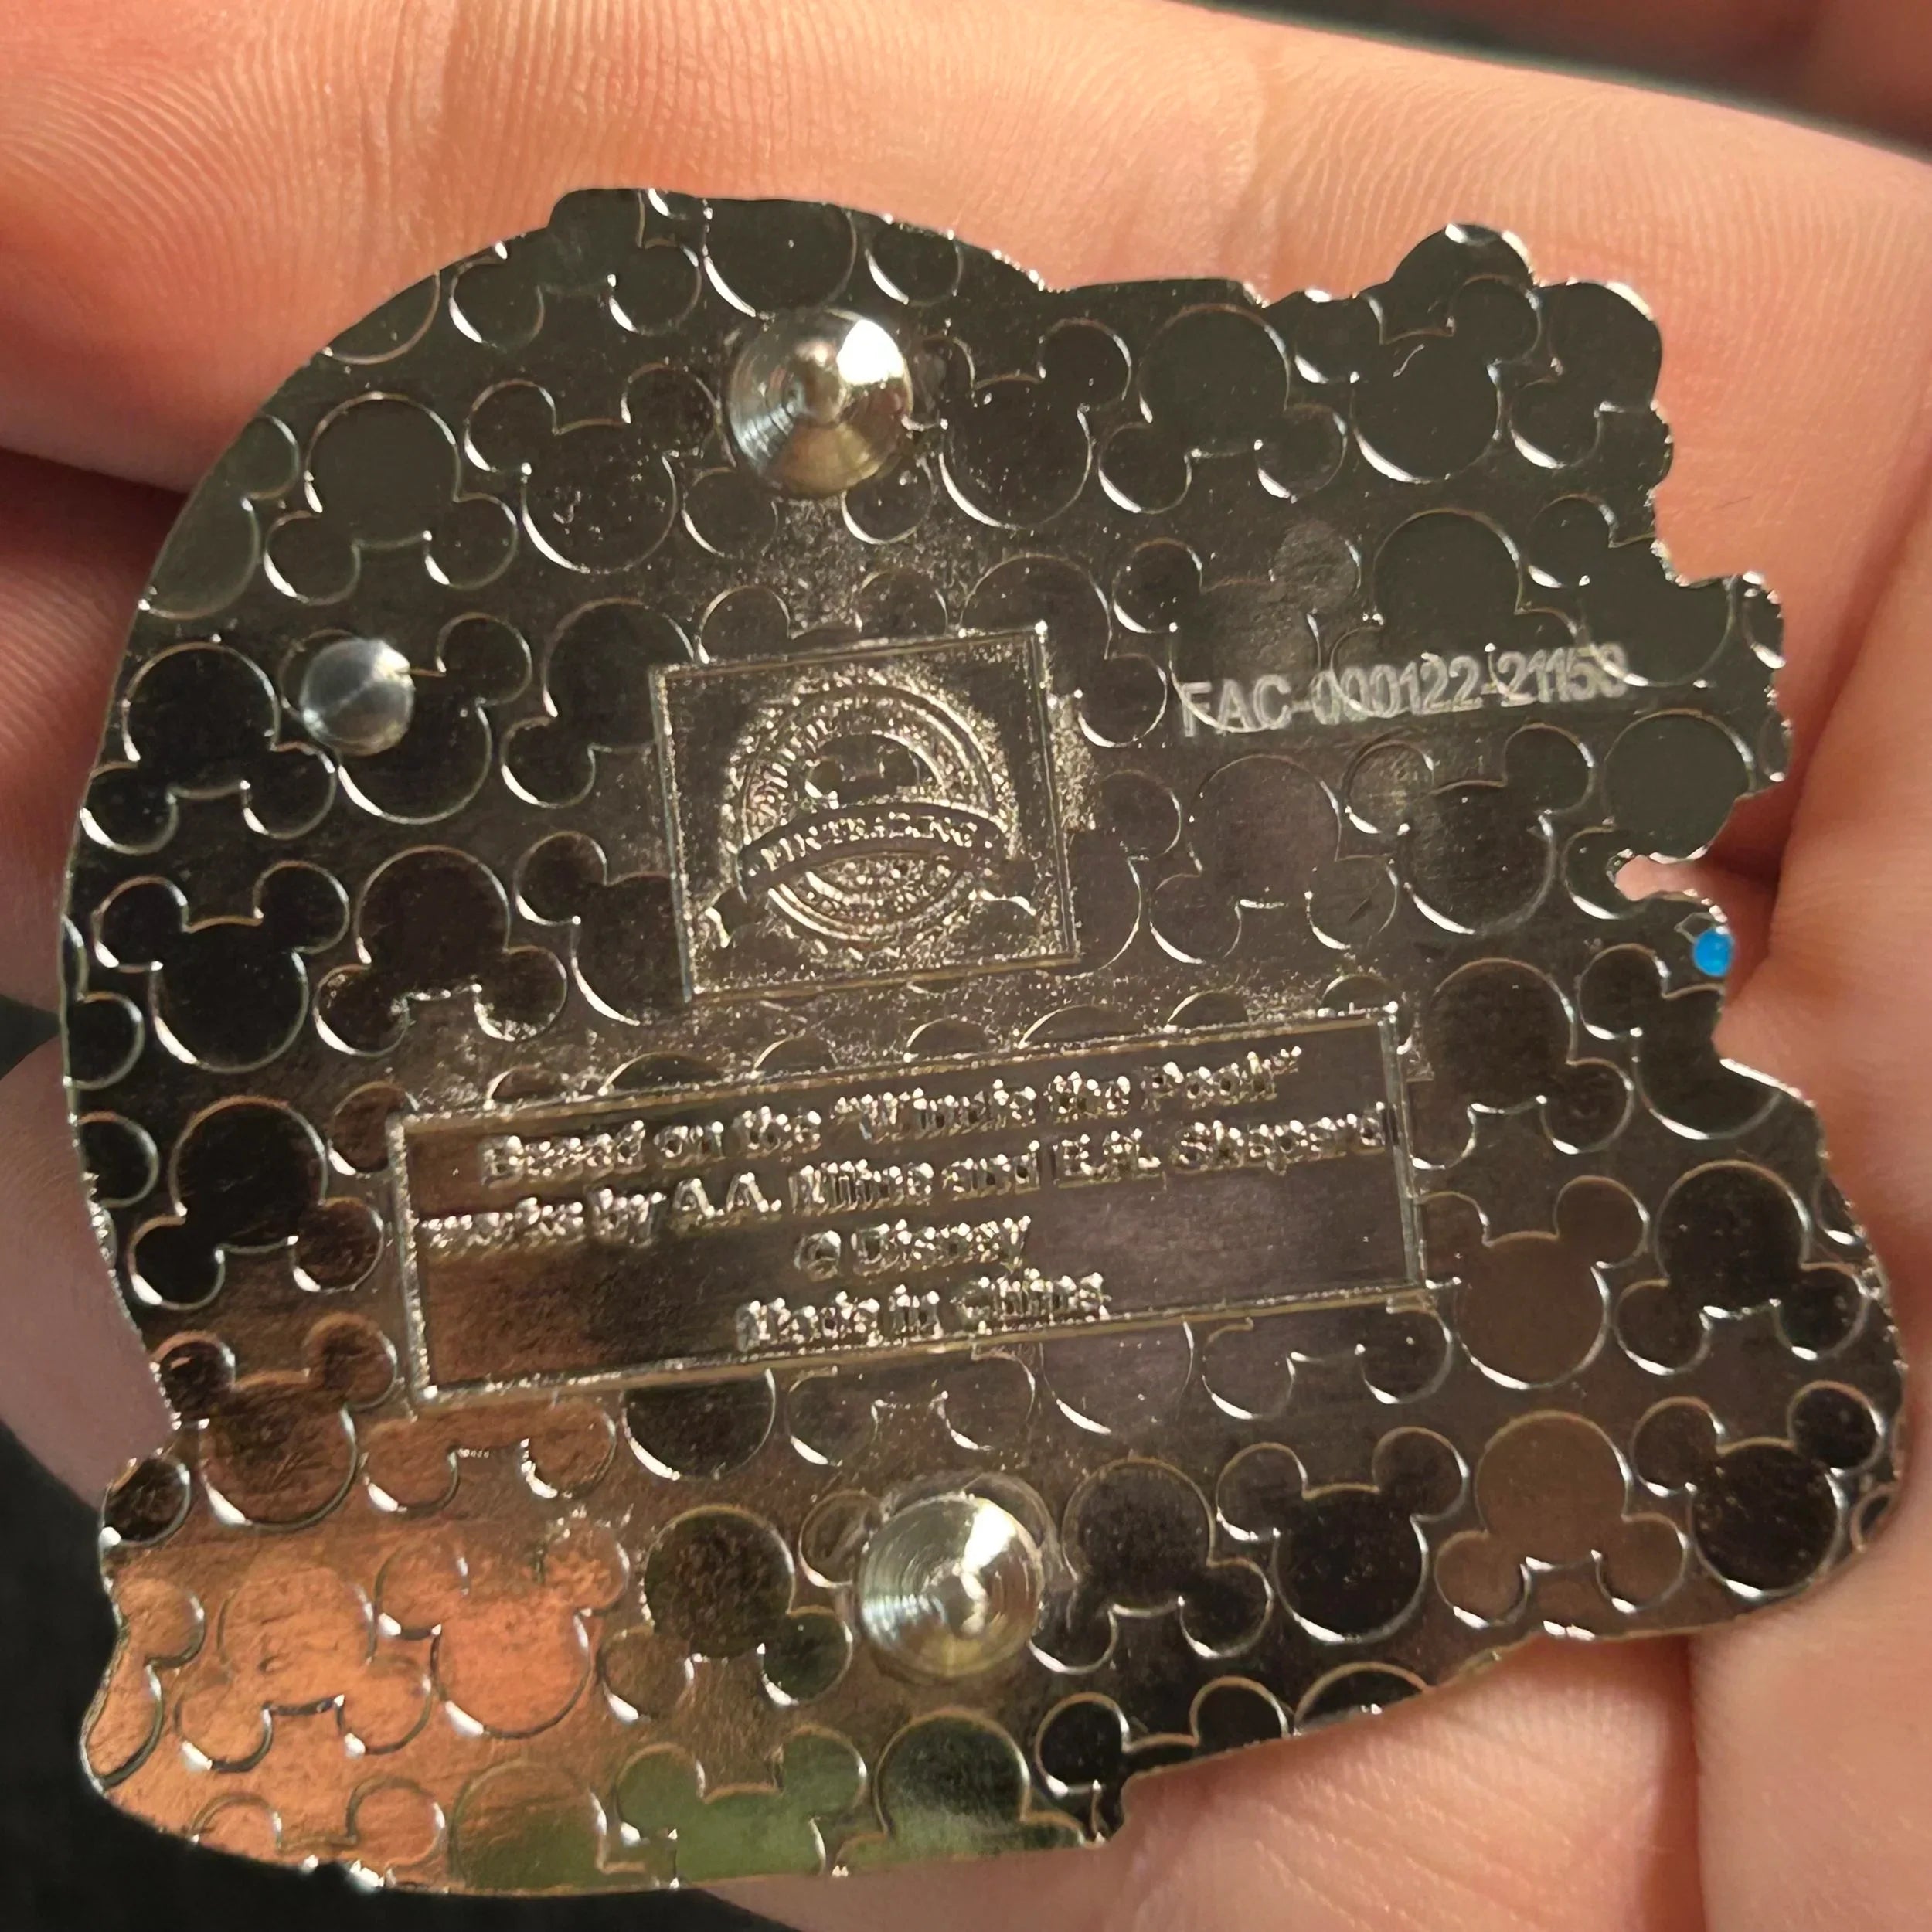 PIN TRADING
FAC-000122-21153
Based on the "Winnie the Pooh"
works by A.A. Milne and E.H. Shepard
© Disney
Made in China